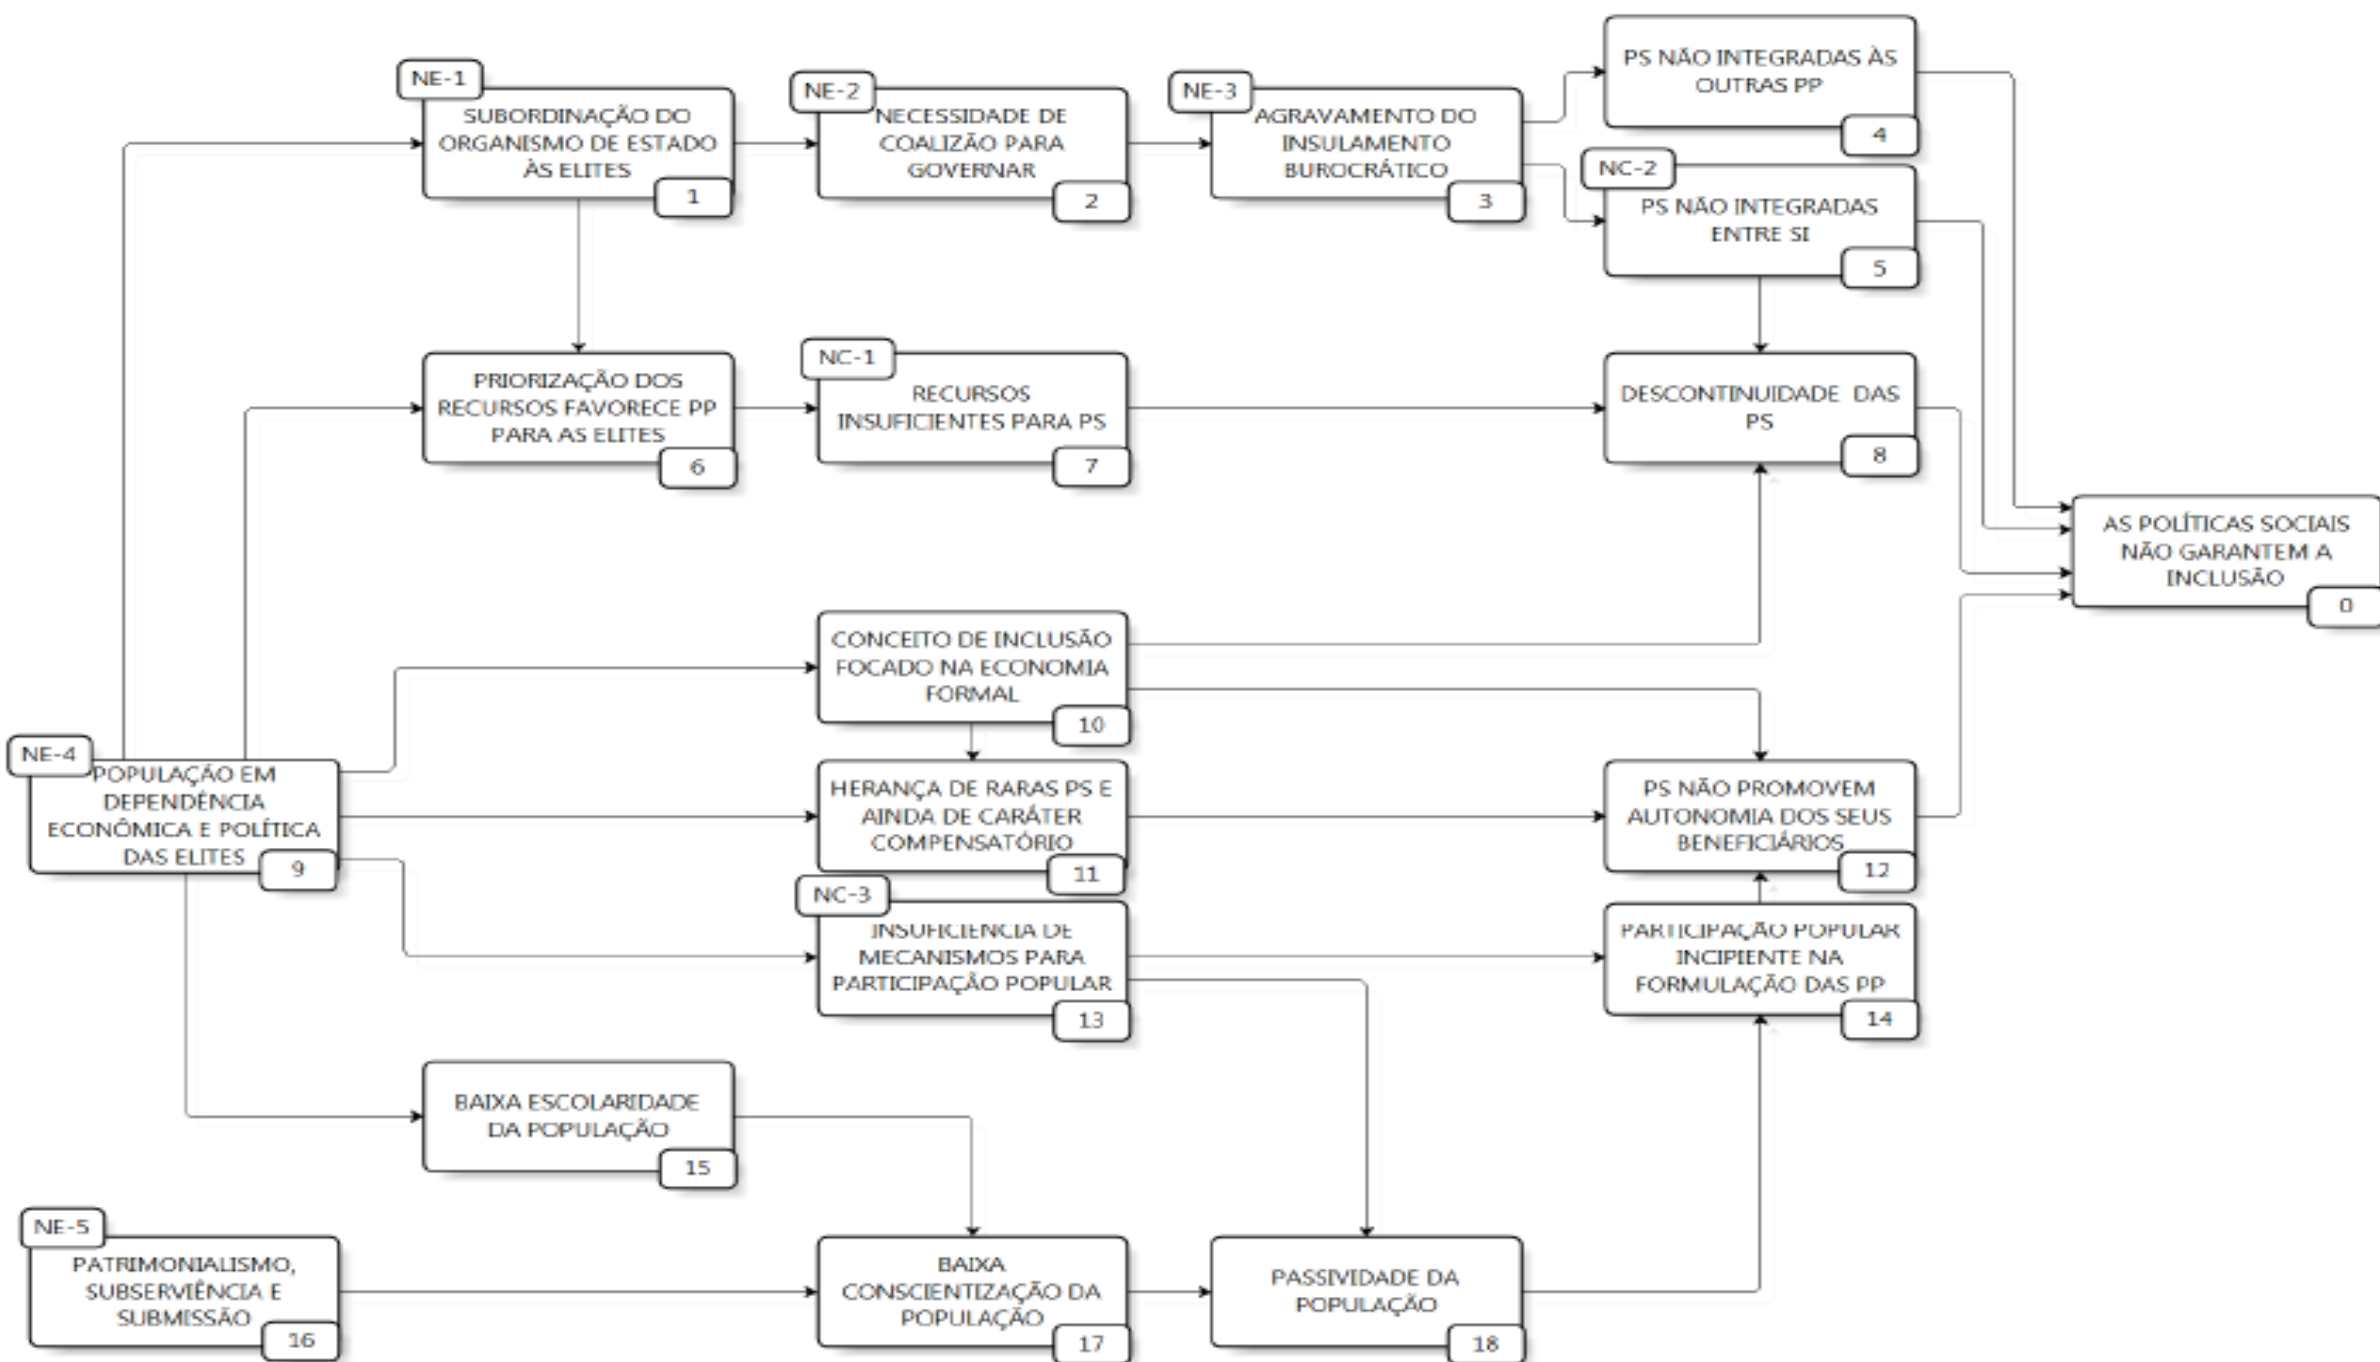 NE-1
SUBORDINAÇÃO DO
ORGANISMO DE ESTADO
ÀS ELITES
1
NE-2
NECESSIDADE DE
COALIZÃO PARA
GOVERNAR
2
NE-3
AGRAVAMENTO DO
INSULAMENTO
BUROCRÁTICO
3
PS NÃO INTEGRADAS ÀS
OUTRAS PP
4
NC-2
PS NÃO INTEGRADAS
ENTRE SI
5
PRIORIZAÇÃO DOS
RECURSOS FAVORECE PP
PARA AS ELITES
6
NC-1
RECURSOS
INSUFICIENTES PARA PS
7
DESCONTINUIDADE DAS
PS
8
AS POLÍTICAS SOCIAIS
NÃO GARANTEM A
INCLUSÃO
0
CONCEITO DE INCLUSÃO
FOCADO NA ECONOMIA
FORMAL
10
NE-4
POPULAÇÃO EM
DEPENDÊNCIA
ECONÔMICA E POLÍTICA
DAS ELITES
9
HERANÇA DE RARAS PS E
AINDA DE CARÁTER
COMPENSATÓRIO
11
PS NÃO PROMOVEM
AUTONOMIA DOS SEUS
BENEFICIÁRIOS
12
NC-3
INSUFICIÊNCIA DE
MECANISMOS PARA
PARTICIPAÇÃO POPULAR
13
PARTICIPAÇÃO POPULAR
INCIPIENTE NA
FORMULAÇÃO DAS PP
14
BAIXA ESCOLARIDADE
DA POPULAÇÃO
15
NE-5
PATRIMONIALISMO,
SUBSERVIÊNCIA E
SUBMISSÃO
16
BAIXA
CONSCIENTIZAÇÃO DA
POPULAÇÃO
17
PASSIVIDADE DA
POPULAÇÃO
18